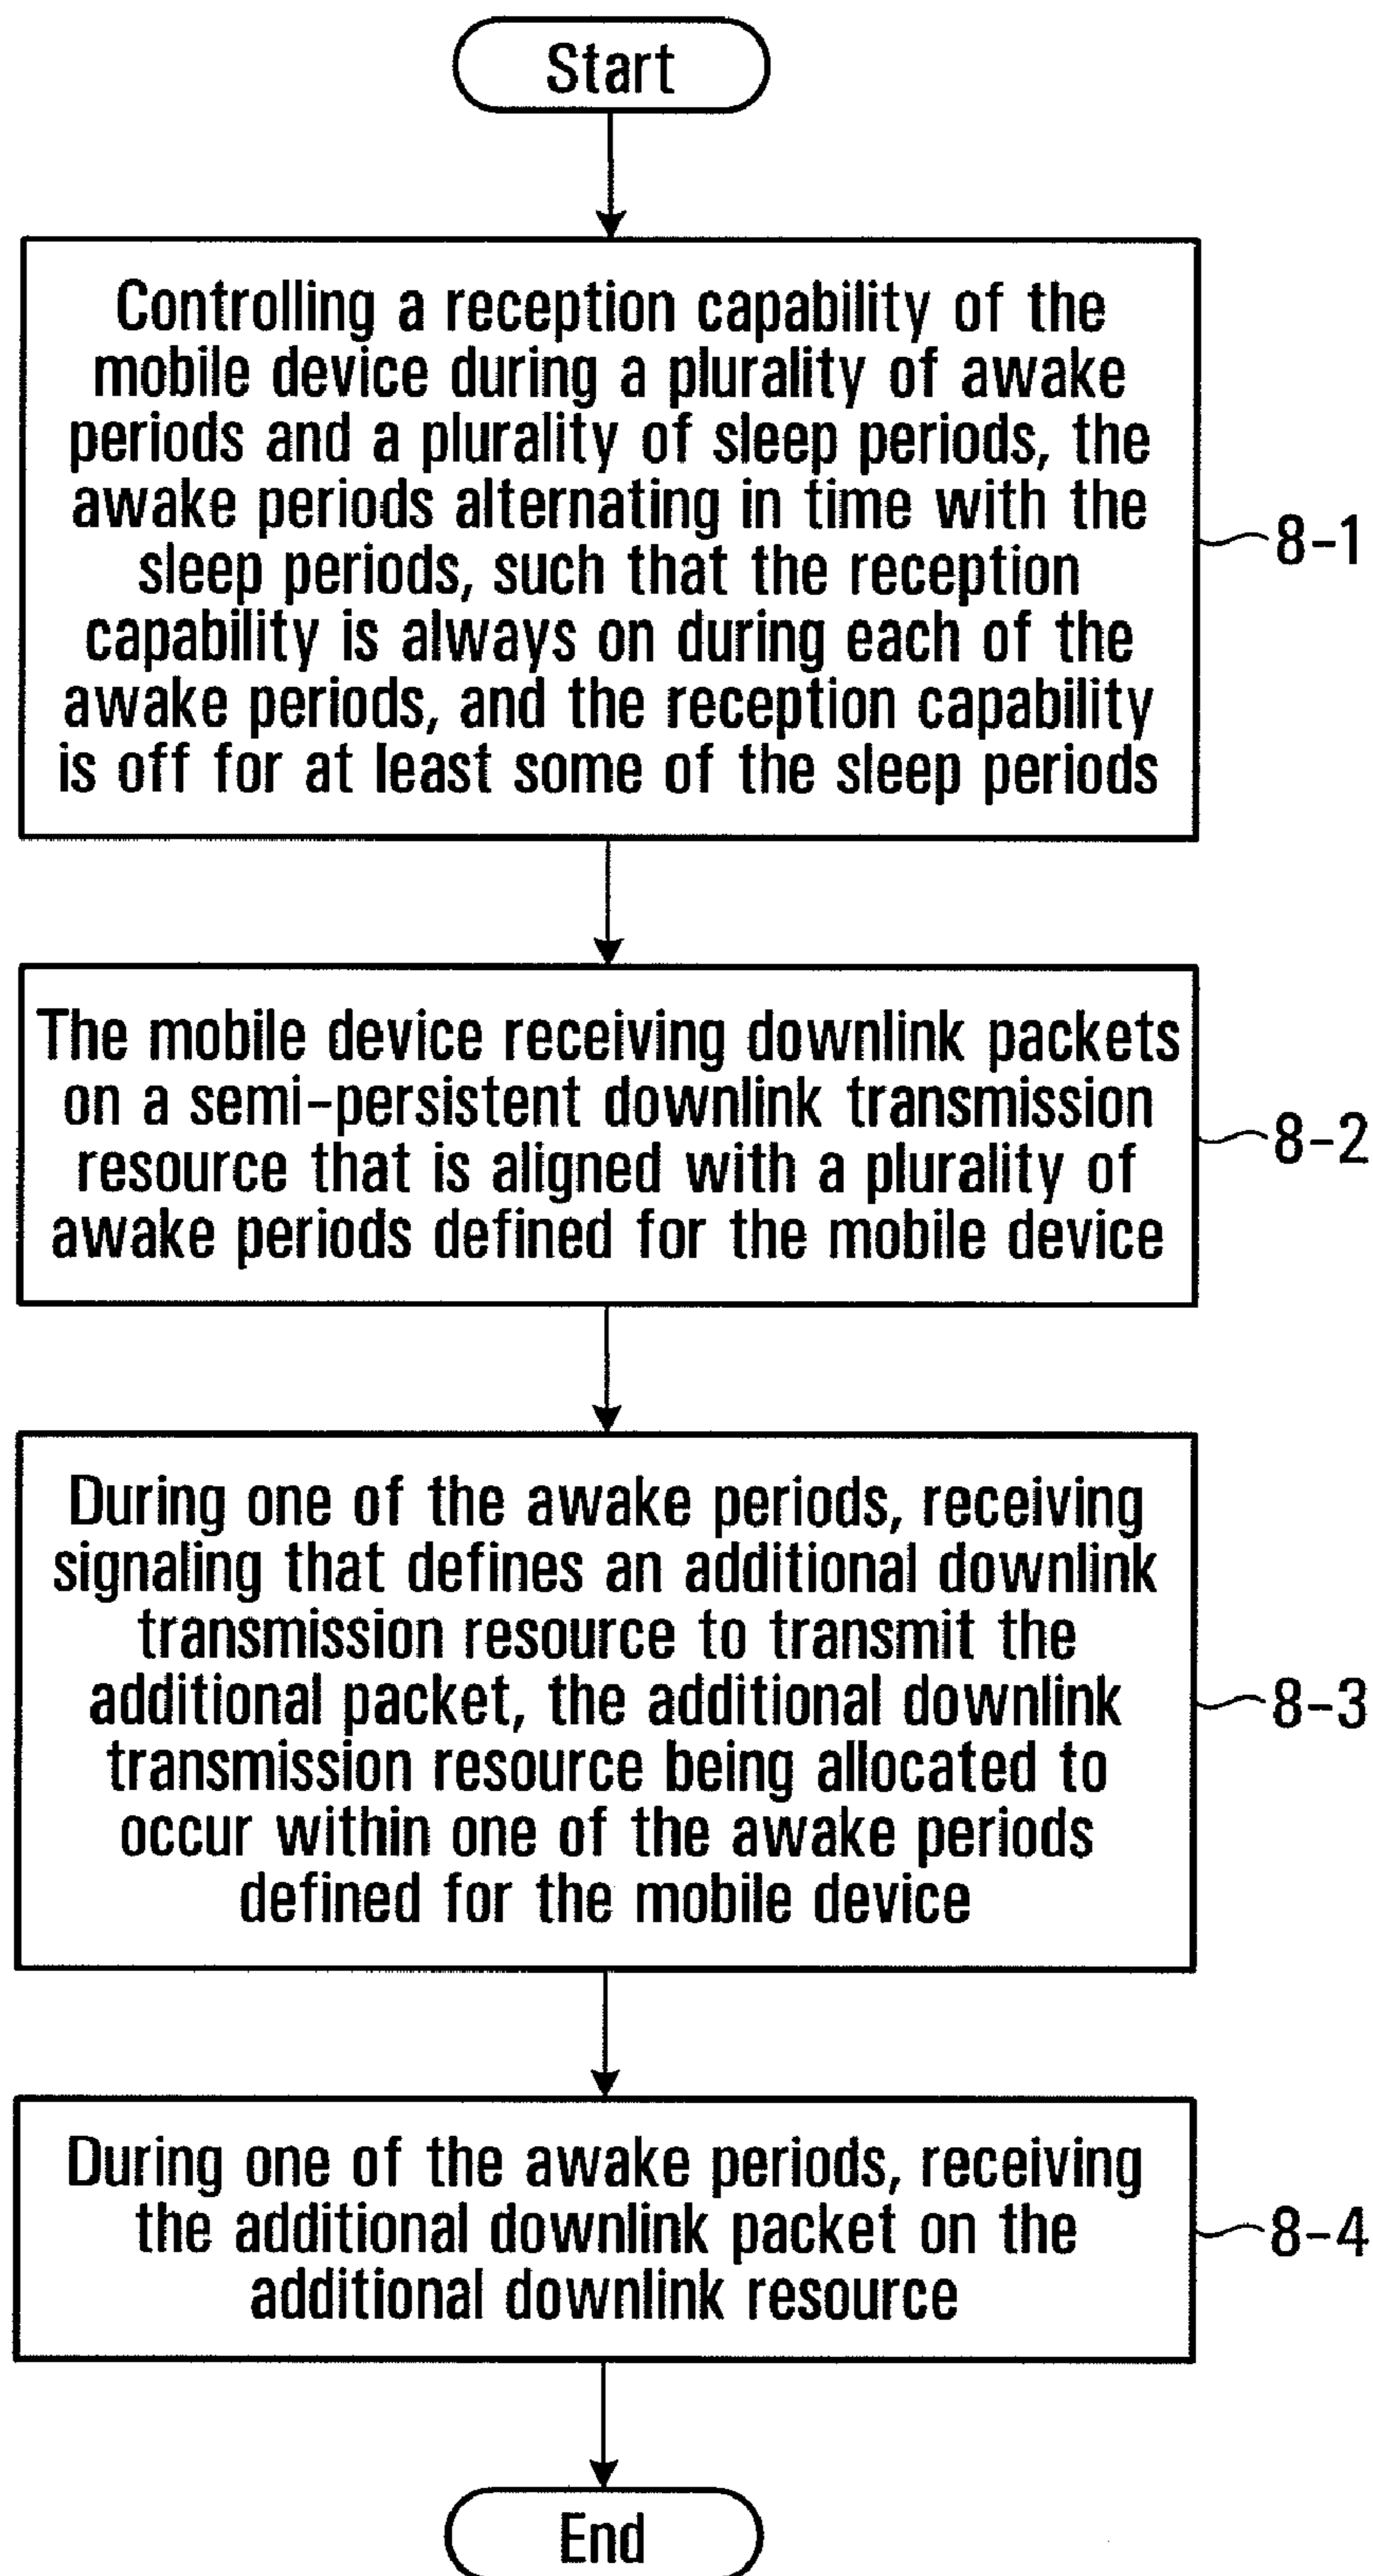 Start
Controlling a reception capability of the
mobile device during a plurality of awake
periods and a plurality of sleep periods, the
awake periods alternating in time with the
sleep periods, such that the reception
capability is always on during each of the
awake periods, and the reception capability
is off for at least some of the sleep periods
8-1
The mobile device receiving downlink packets
on a semi-persistent downlink transmission
resource that is aligned with a plurality of
awake periods defined for the mobile device
8-2
During one of the awake periods, receiving
signaling that defines an additional downlink
transmission resource to transmit the
additional packet, the additional downlink
transmission resource being allocated to
occur within one of the awake periods
defined for the mobile device
8-3
During one of the awake periods, receiving
the additional downlink packet on the
additional downlink resource
8-4
End